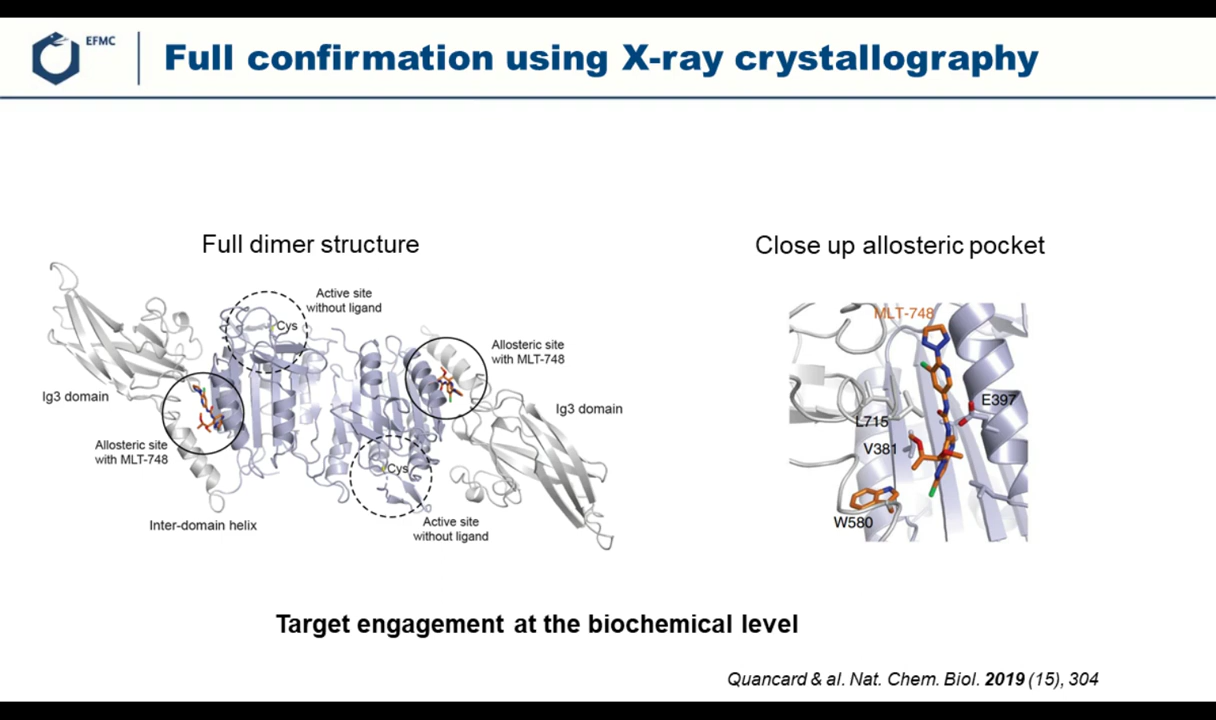 EFMC
Full confirmation using X-ray crystallography
Full dimer structure
Active site
without ligand
Cys
Allosteric site
with MLT-748
Ig3 domain
Ig3 domain
Allosteric site
with MLT-748
Cys
Inter-domain helix
Active site
without ligand
Close up allosteric pocket
MLT-748
E397
L715
V381
W580
Target engagement at the biochemical level
Quancard & al. Nat. Chem. Biol. 2019 (15), 304